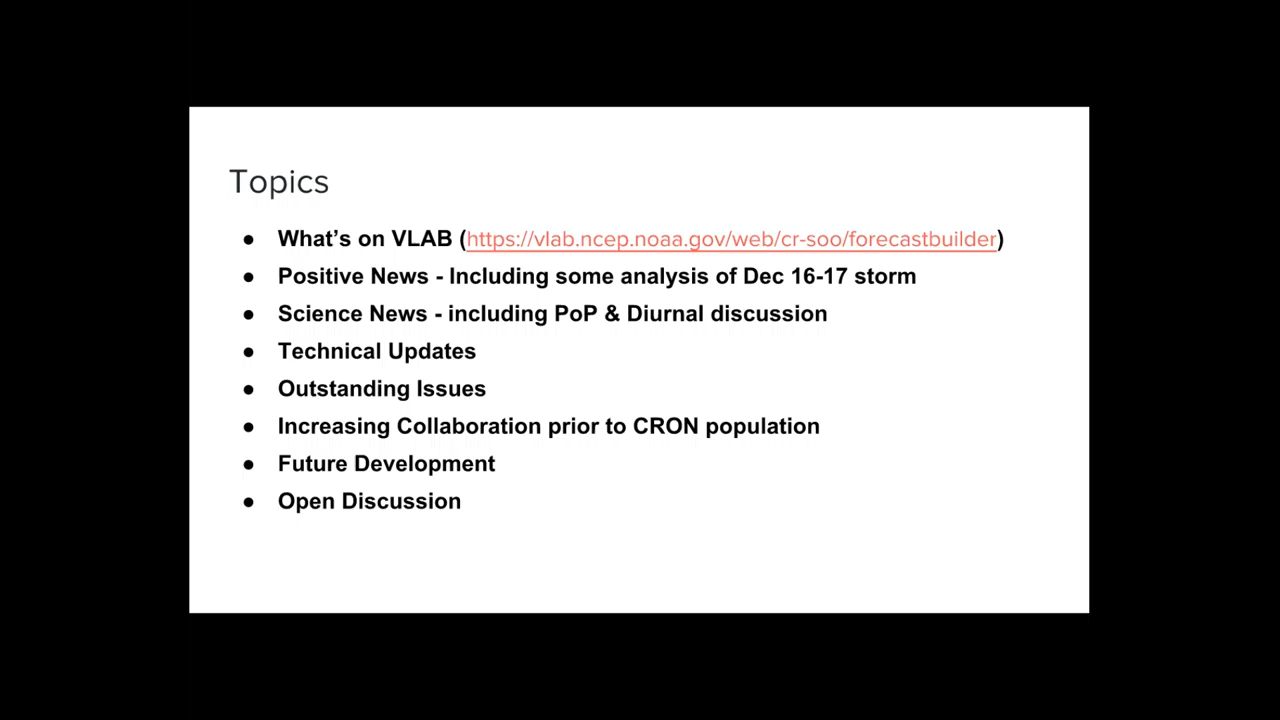 Topics
● What's on VLAB (https://vlab.ncep.noaa.gov/web/cr-soo/forecastbuilder)
● Positive News - Including some analysis of Dec 16-17 storm
● Science News - including PoP & Diurnal discussion
● Technical Updates
● Outstanding Issues
● Increasing Collaboration prior to CRON population
● Future Development
● Open Discussion